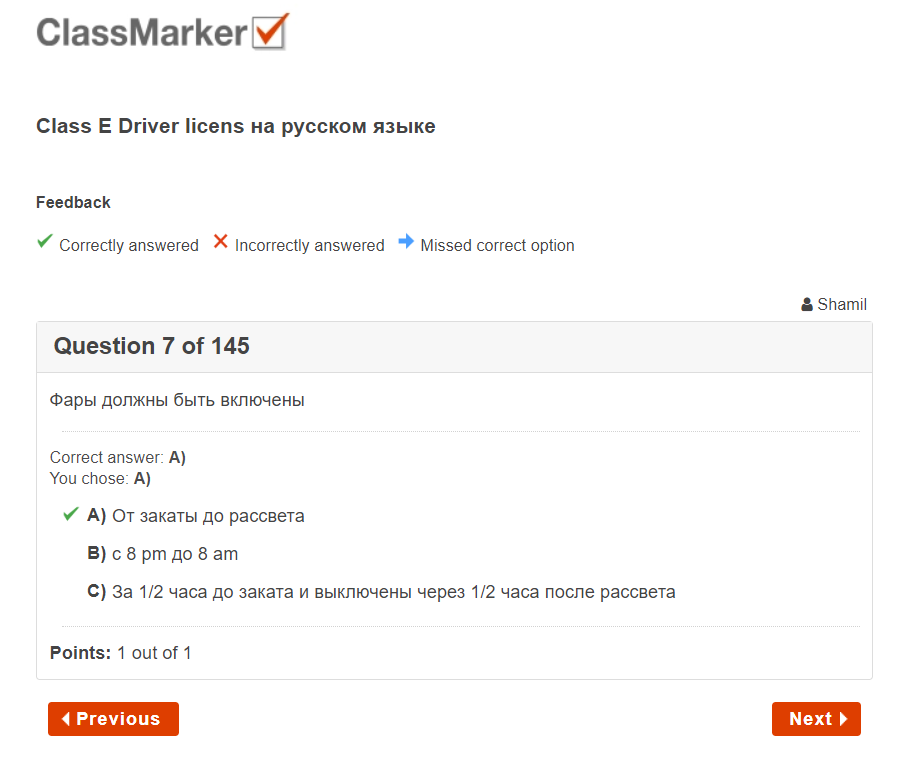 ClassMarker
Class E Driver licens на русском языке
Feedback
Correctly answered Incorrectly answered Missed correct option
Shamil
Question 7 of 145
Фары должны быть включены
Correct answer: A)
You chose: A)
A) От закаты до рассвета
B) с 8 pm до 8 am
C) За 1/2 часа до заката и выключены через 1/2 часа после рассвета
Points: 1 out of 1
Previous Next